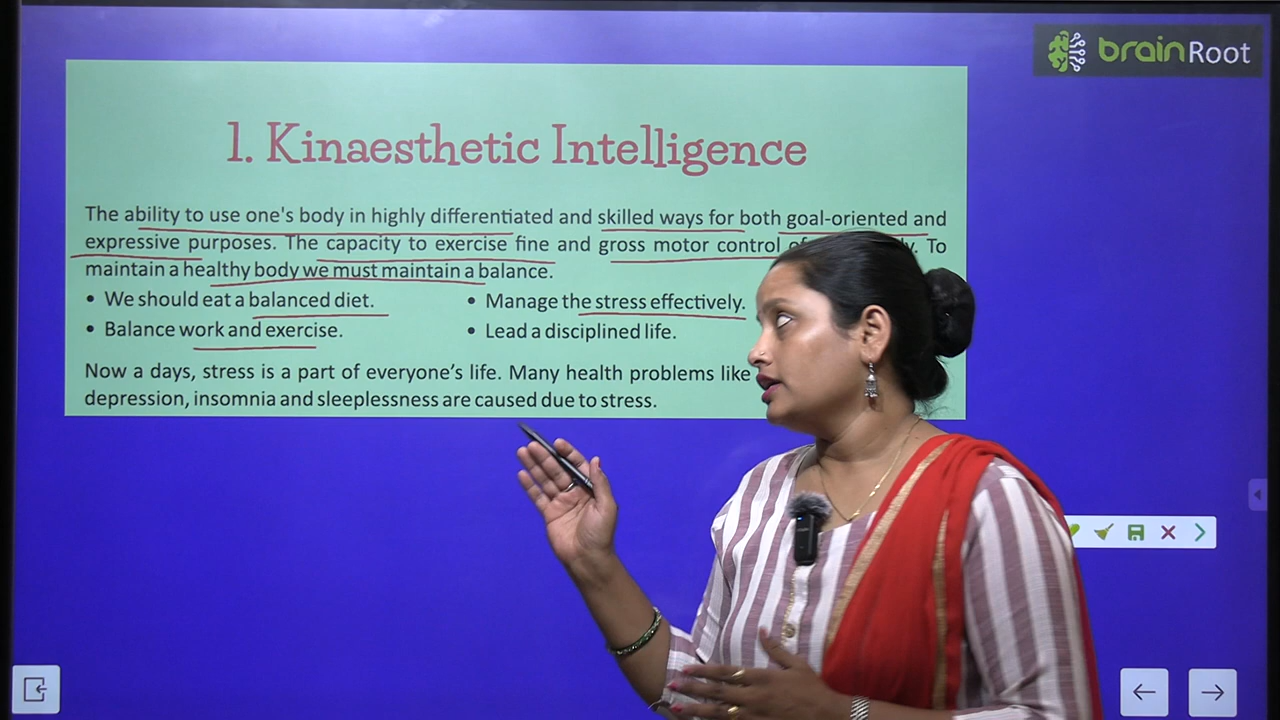 brainRoot
1. Kinaesthetic Intelligence
The ability to use one's body in highly differentiated and skilled ways for both goal-oriented and
expressive purposes. The capacity to exercise fine and gross motor control To
maintain a healthy body we must maintain a balance.
• We should eat a balanced diet.
• Manage the stress effectively.
• Balance work and exercise.
• Lead a disciplined life.
Now a days, stress is a part of everyone's life. Many health problems like
depression, insomnia and sleeplessness are caused due to stress.